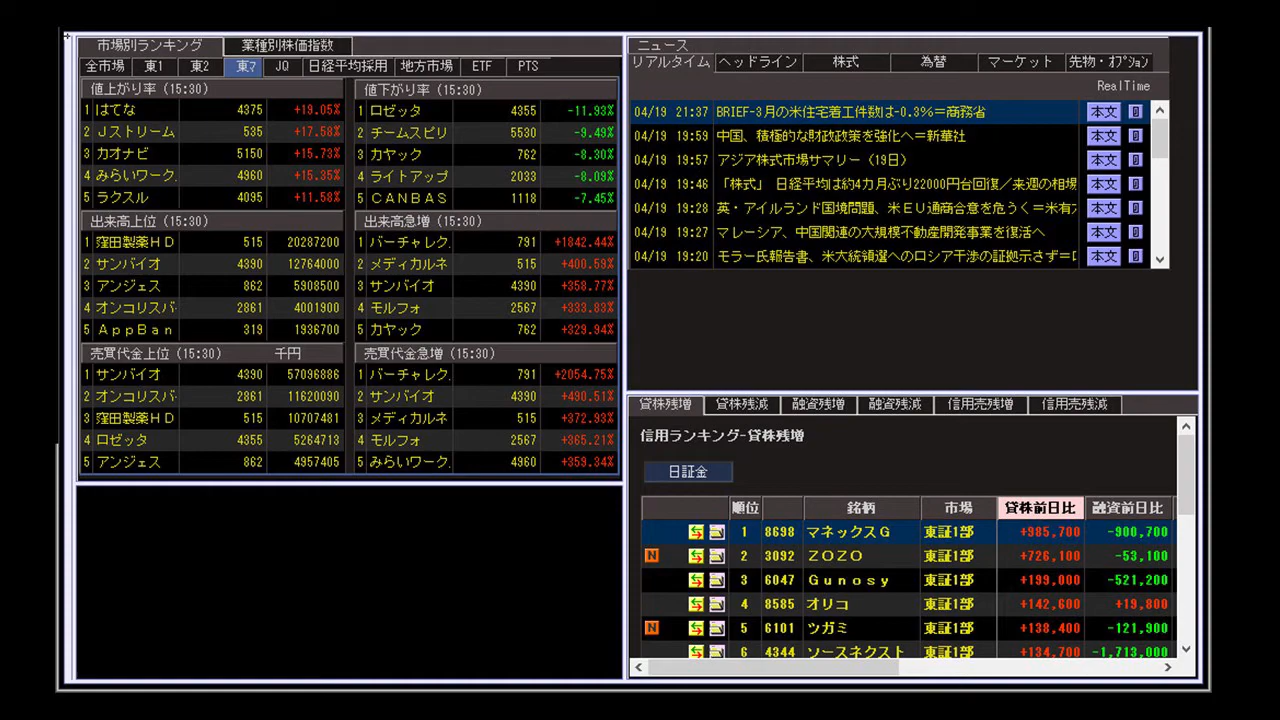 市場別ランキング 業種別株価指数
全市場 東1 東2 東マ JQ 日経平均採用 地方市場 ETF PTS
値上がり率 (15:30)
1 はてな 4375 +19.05%
2 Jストリーム 535 +17.58%
3 カオナビ 5150 +15.73%
4 みらいワーク. 4960 +15.35%
5 ラクスル 4095 +11.58%
値下がり率 (15:30)
1 ロゼッタ 4355 -11.93%
2 チームスピリ 5530 -9.49%
3 カヤック 762 -8.30%
4 ライトアップ 2033 -8.09%
5 CANBAS 1118 -7.45%
出来高上位 (15:30)
1 窪田製薬HD 515 20287200
2 サンバイオ 4390 12764000
3 アンジェス 862 5908500
4 オンコリスバ 2861 4001900
5 AppBan 319 1936700
出来高急増 (15:30)
1 バーチャレク. 791 +1842.44%
2 メディカルネ 515 +400.59%
3 サンバイオ 4390 +358.77%
4 モルフォ 2567 +333.83%
5 カヤック 762 +329.94%
売買代金上位 (15:30) 千円
1 サンバイオ 4390 57096886
2 オンコリスバ 2861 11620090
3 窪田製薬HD 515 10707481
4 ロゼッタ 4355 5264713
5 アンジェス 862 4957405
売買代金急増 (15:30)
1 バーチャレク. 791 +2054.75%
2 サンバイオ 4390 +490.51%
3 メディカルネ 515 +372.93%
4 モルフォ 2567 +365.21%
5 みらいワーク. 4960 +359.34%
ニュース
リアルタイム ヘッドライン 株式 為替 マーケット 先物・オプション
RealTime
04/19 21:37 BRIEF-3月の米住宅着工件数は-0.3%=商務省 本文
04/19 19:59 中国、積極的な財政政策を強化へ=新華社 本文
04/19 19:57 アジア株式市場サマリー (19日) 本文
04/19 19:46 「株式」 日経平均は約4カ月ぶり22000円台回復/来週の相場 本文
04/19 19:28 英・アイルランド国境問題、米EU通商合意を危うく=米有 本文
04/19 19:27 マレーシア、中国関連の大規模不動産開発事業を復活へ 本文
04/19 19:20 モラー氏報告書、米大統領選へのロシア干渉の証拠示さず= 本文
貸株残増 貸株残減 融資残増 融資残減 信用売残増 信用売残減
信用ランキング-貸株残増
日証金
順位 銘柄 市場 貸株前日比 融資前日比
1 8698 マネックスG 東証1部 +985,700 -900,700
N 2 3092 ZOZO 東証1部 +726,100 -53,100
3 6047 Gunosy 東証1部 +199,000 -521,200
4 8585 オリコ 東証1部 +142,600 +19,800
N 5 6101 ツガミ 東証1部 +138,400 -121,900
6 4344 ソースネクスト 東証1部 +134,700 -1,713,000